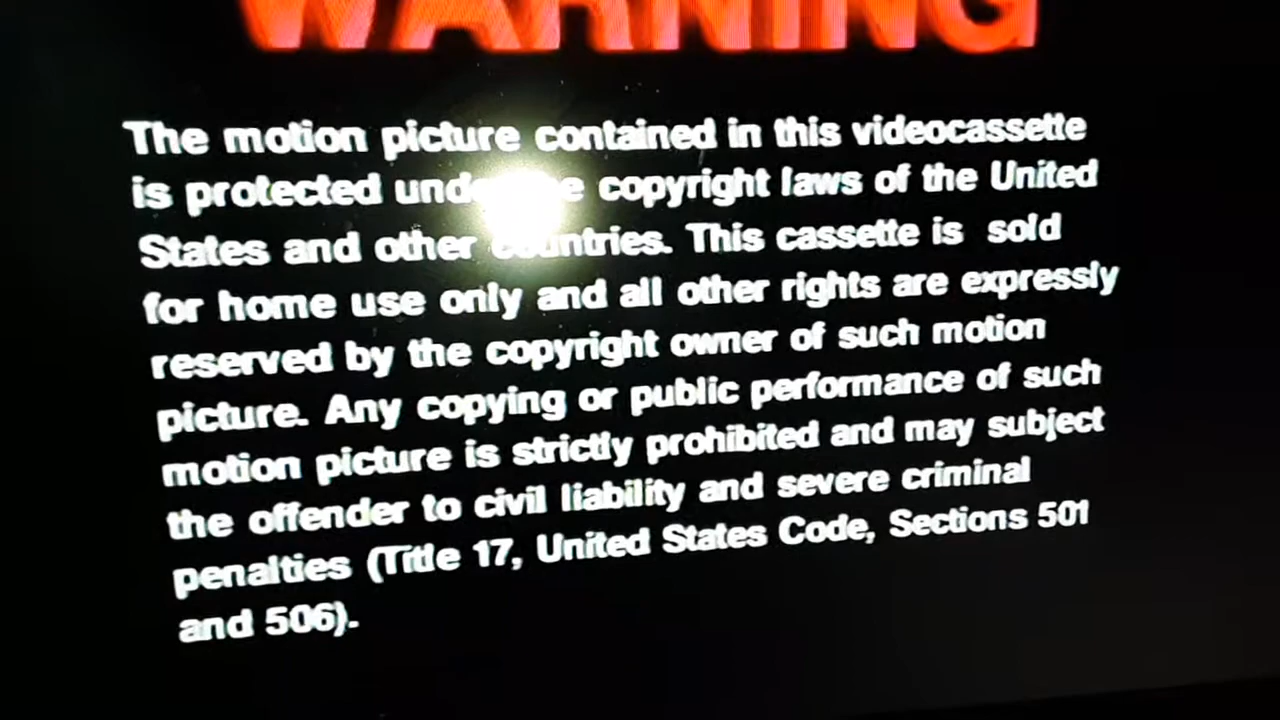 WARNING
The motion picture contained in this videocassette
is protected under the copyright laws of the United
States and other countries. This cassette is sold
for home use only and all other rights are expressly
reserved by the copyright owner of such motion
picture. Any copying or public performance of such
motion picture is strictly prohibited and may subject
the offender to civil liability and severe criminal
penalties (Title 17, United States Code, Sections 501
and 506).